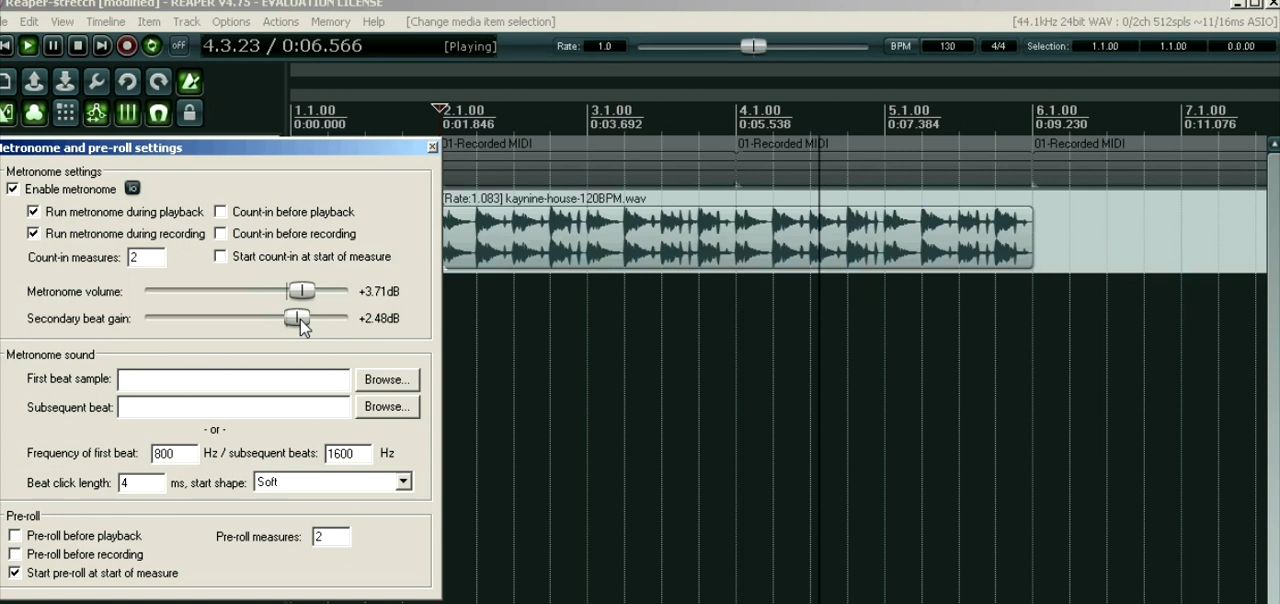 Reaper-stretch [modified] - REAPER v4.75 - EVALUATION LICENSE
Edit View Timeline Item Track Options Actions Memory Help [Change media item selection] [44.1kHz 24bit WAV : 0/2ch 512spls ~11/16ms ASIO]
off 4.3.23 / 0:06.566 [Playing] Rate: 1.0 BPM 130 4/4 Selection: 1.1.00 1.1.00 0.0.00
1.1.00 2.1.00 3.1.00 4.1.00 5.1.00 6.1.00 7.1.00
0:00.000 0:01.846 0:03.692 0:05.538 0:07.384 0:09.230 0:11.076
01-Recorded MIDI 01-Recorded MIDI 01-Recorded MIDI
[Rate:1.083] kaynine-house-120BPM.wav
etronome and pre-roll settings
Metronome settings
Enable metronome
Run metronome during playback Count-in before playback
Run metronome during recording Count-in before recording
Count-in measures: 2 Start count-in at start of measure
Metronome volume: +3.71dB
Secondary beat gain: +2.48dB
Metronome sound
First beat sample: Browse...
Subsequent beat: Browse...
- or -
Frequency of first beat: 800 Hz / subsequent beats: 1600 Hz
Beat click length: 4 ms, start shape: Soft
Pre-roll
Pre-roll before playback Pre-roll measures: 2
Pre-roll before recording
Start pre-roll at start of measure